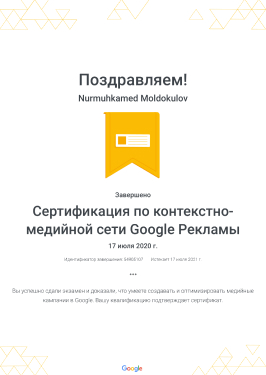 Поздравляем!
Nurmuhkamed Moldokulov
Завершено
Сертификация по контекстно-
медийной сети Google Рекламы
17 июля 2020 г.
Идентификатор завершения: Истекает 17 июля 2021 г
Вы успешно сдали экзамен и доказали, что умеете создавать и оптимизировать медийные
кампании в Google. Вашу квалификацию подтверждает сертификат.
Google